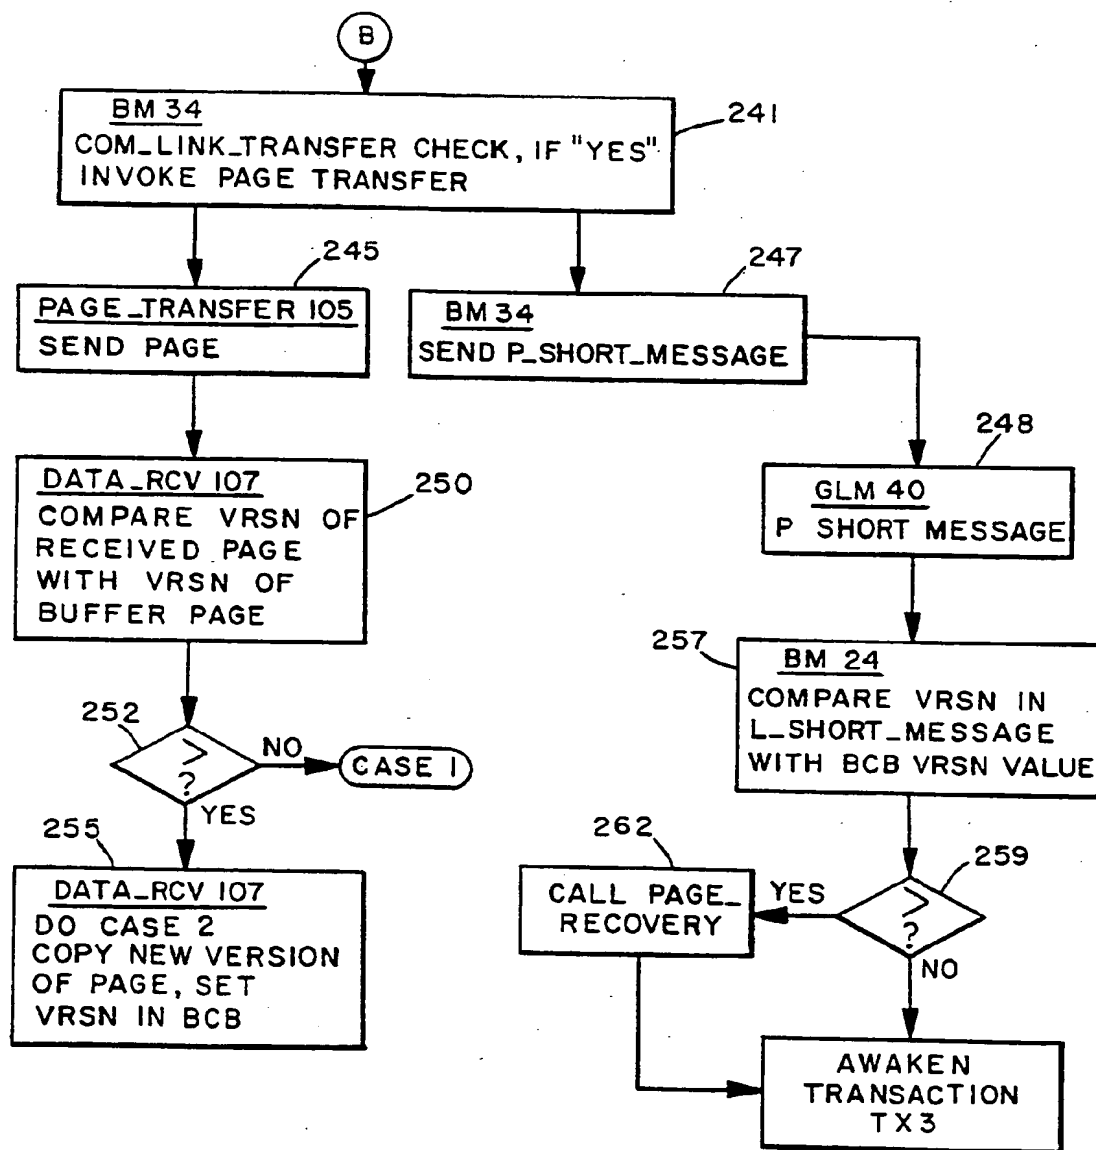 B
BM 34
COM_LINK_TRANSFER CHECK, IF "YES"
INVOKE PAGE TRANSFER
241
245
PAGE_TRANSFER 105
SEND PAGE
247
BM 34
SEND P_SHORT_MESSAGE
248
GLM 40
P SHORT MESSAGE
DATA_RCV 107
COMPARE VRSN OF
RECEIVED PAGE
WITH VRSN OF
BUFFER PAGE
250
257
BM 24
COMPARE VRSN IN
L_SHORT_MESSAGE
WITH BCB VRSN VALUE
252
>
?
NO
CASE 1
YES
255
DATA_RCV 107
DO CASE 2
COPY NEW VERSION
OF PAGE, SET
VRSN IN BCB
262
CALL PAGE_
RECOVERY
YES
259
>
?
NO
AWAKEN
TRANSACTION
TX3